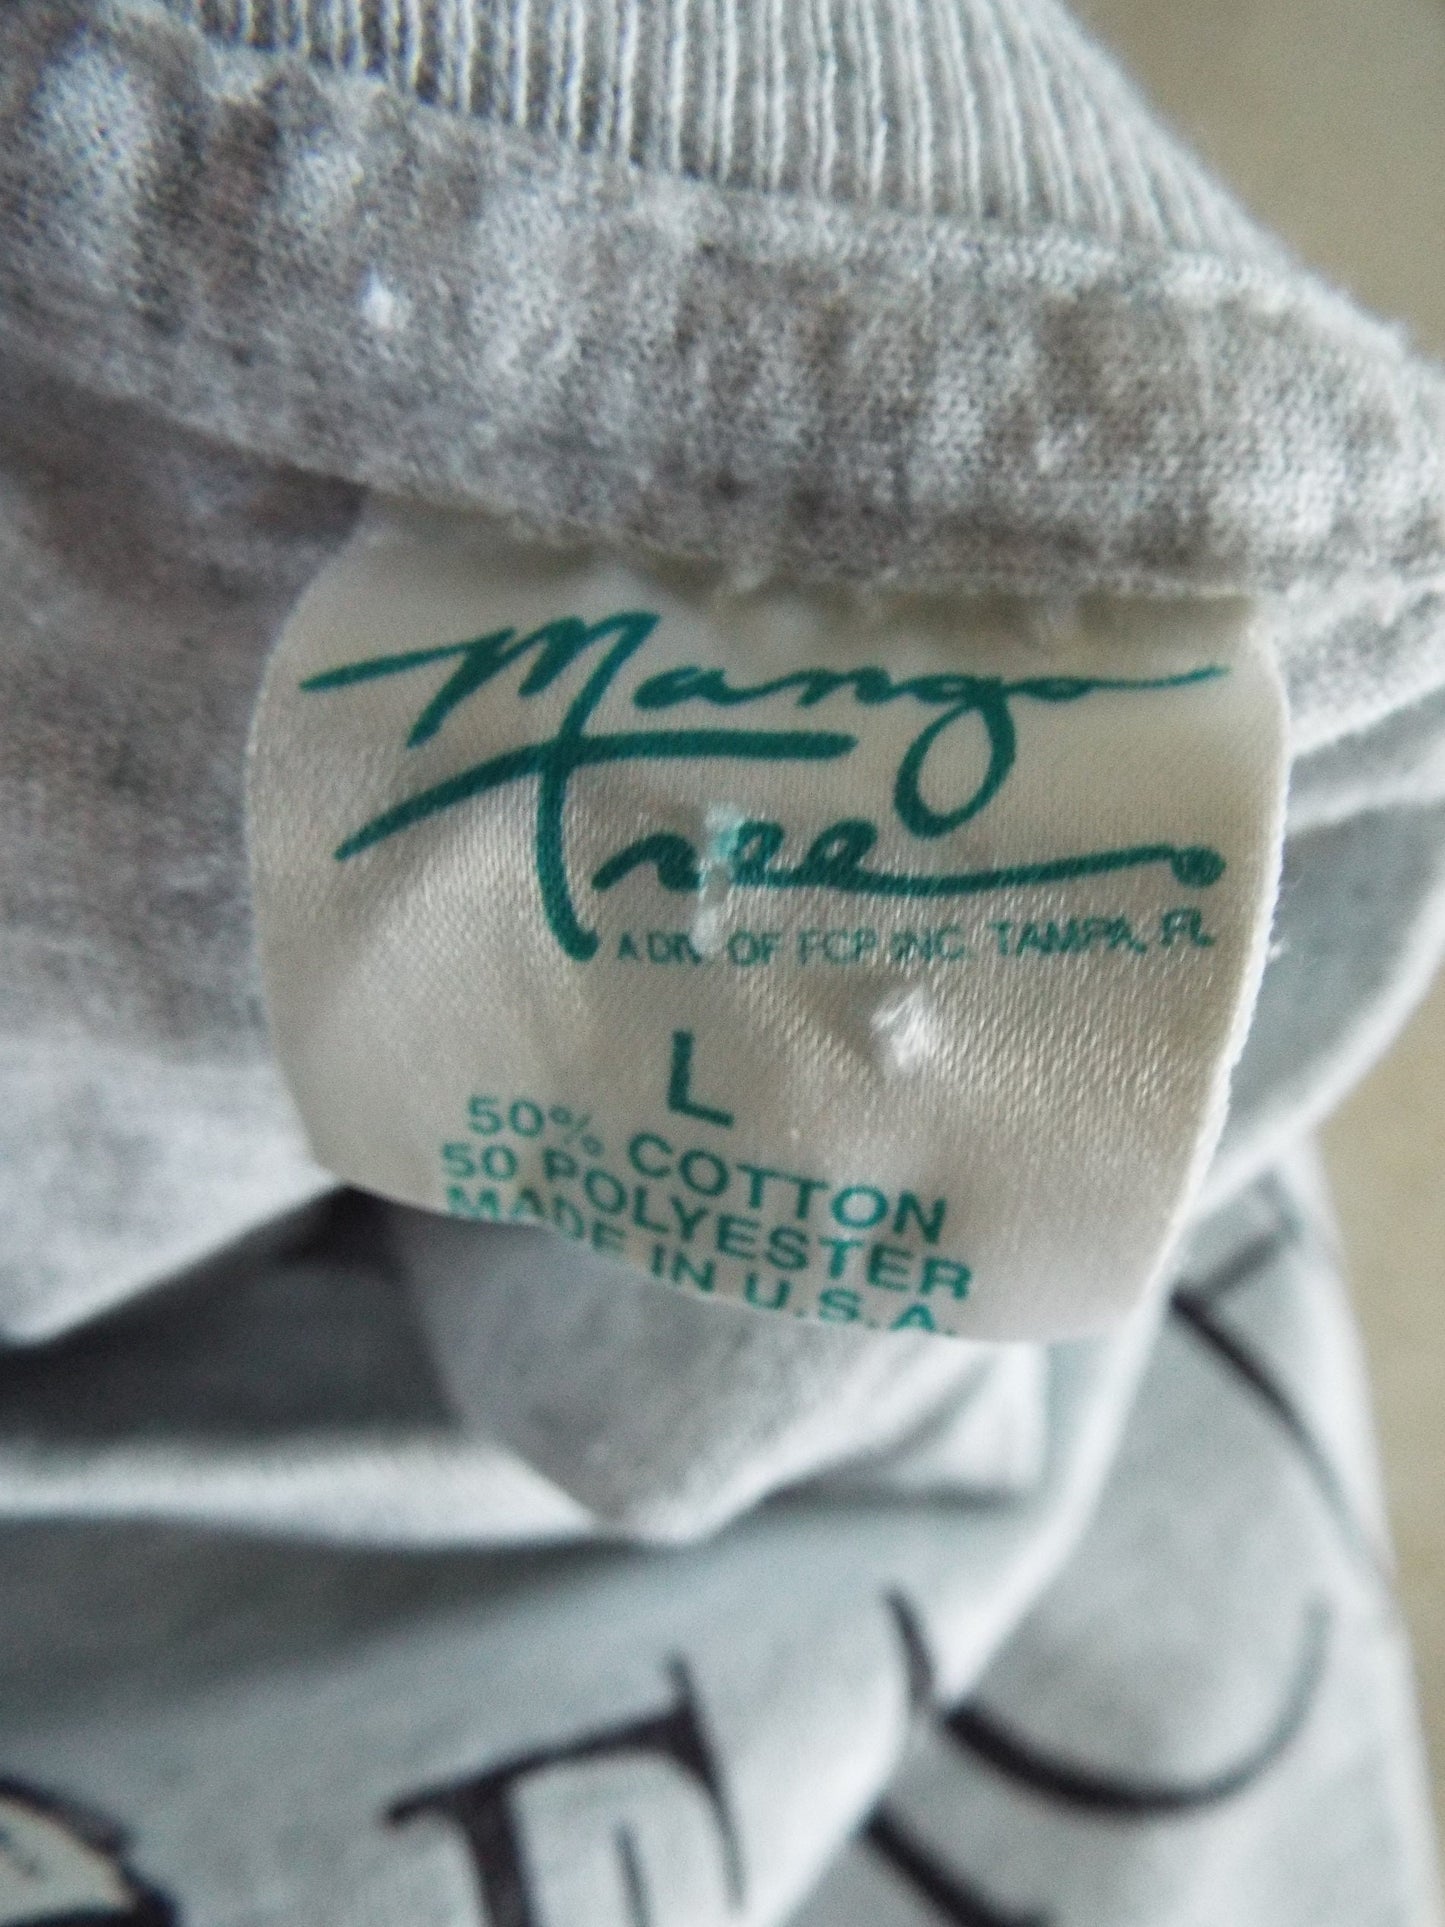 Mango
Tree
A DIV. OF FCP, INC. TAMPA, FL
L
50% COTTON
50 POLYESTER
MADE IN U.S.A.